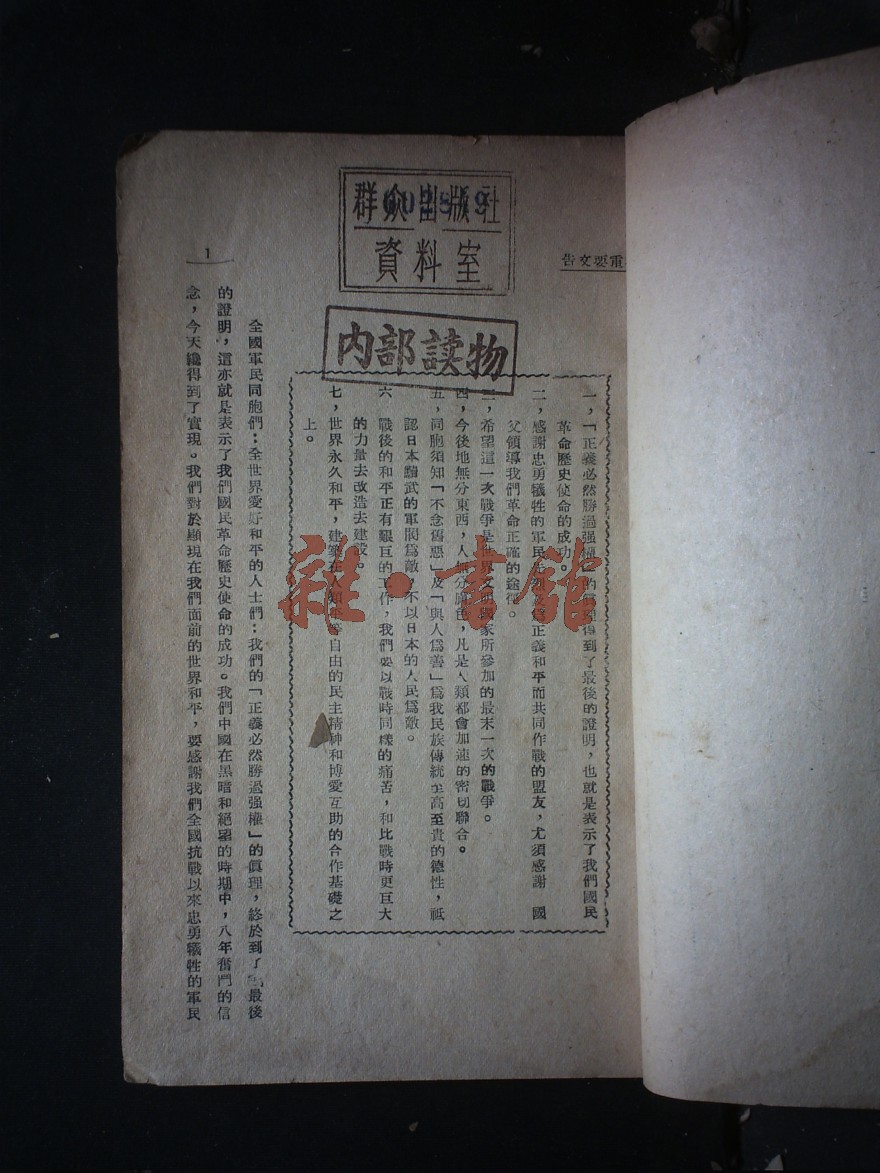 重要文告
群众出版社
資料室
内部读物
一，「正義必然勝過强權」的眞理得到了最後的證明，也就是表示了我們國民
革命歷史使命的成功。
二，感謝忠勇犧牲的軍民先烈及爲正義和平而共同作戰的盟友，尤須感謝　國
父領導我們革命正確的途徑。
三，希望這一次戰爭是世界文明國家所參加的最末一次的戰爭。
四，今後地無分東西，人無分膚色，凡是人類都會加速的密切聯合。
五，同胞須知「不念舊惡」及「與人爲善」爲我民族傳統至高至貴的德性，祇
認日本黷武的軍閥爲敵，不以日本的人民爲敵。
六　戰後的和平正有艱巨的工作，我們要以戰時同樣的痛苦，和比戰時更巨大
的力量去改造去建設。
七，世界永久和平，建築在人類平等自由的民主精神和博愛互助的合作基礎之
上。
全國軍民同胞們：全世界愛好和平的人士們：我們的「正義必然勝過强權」的眞理，終於到了最後
的證明，這亦就是表示了我們國民革命歷史使命的成功。我們中國在黑暗和絕望的時期中，八年奮鬥的信
念，今天纔得到了實現。我們對於顯現在我們面前的世界和平，要感謝我們全國抗戰以來忠勇犧牲的軍民
1
雜·書館